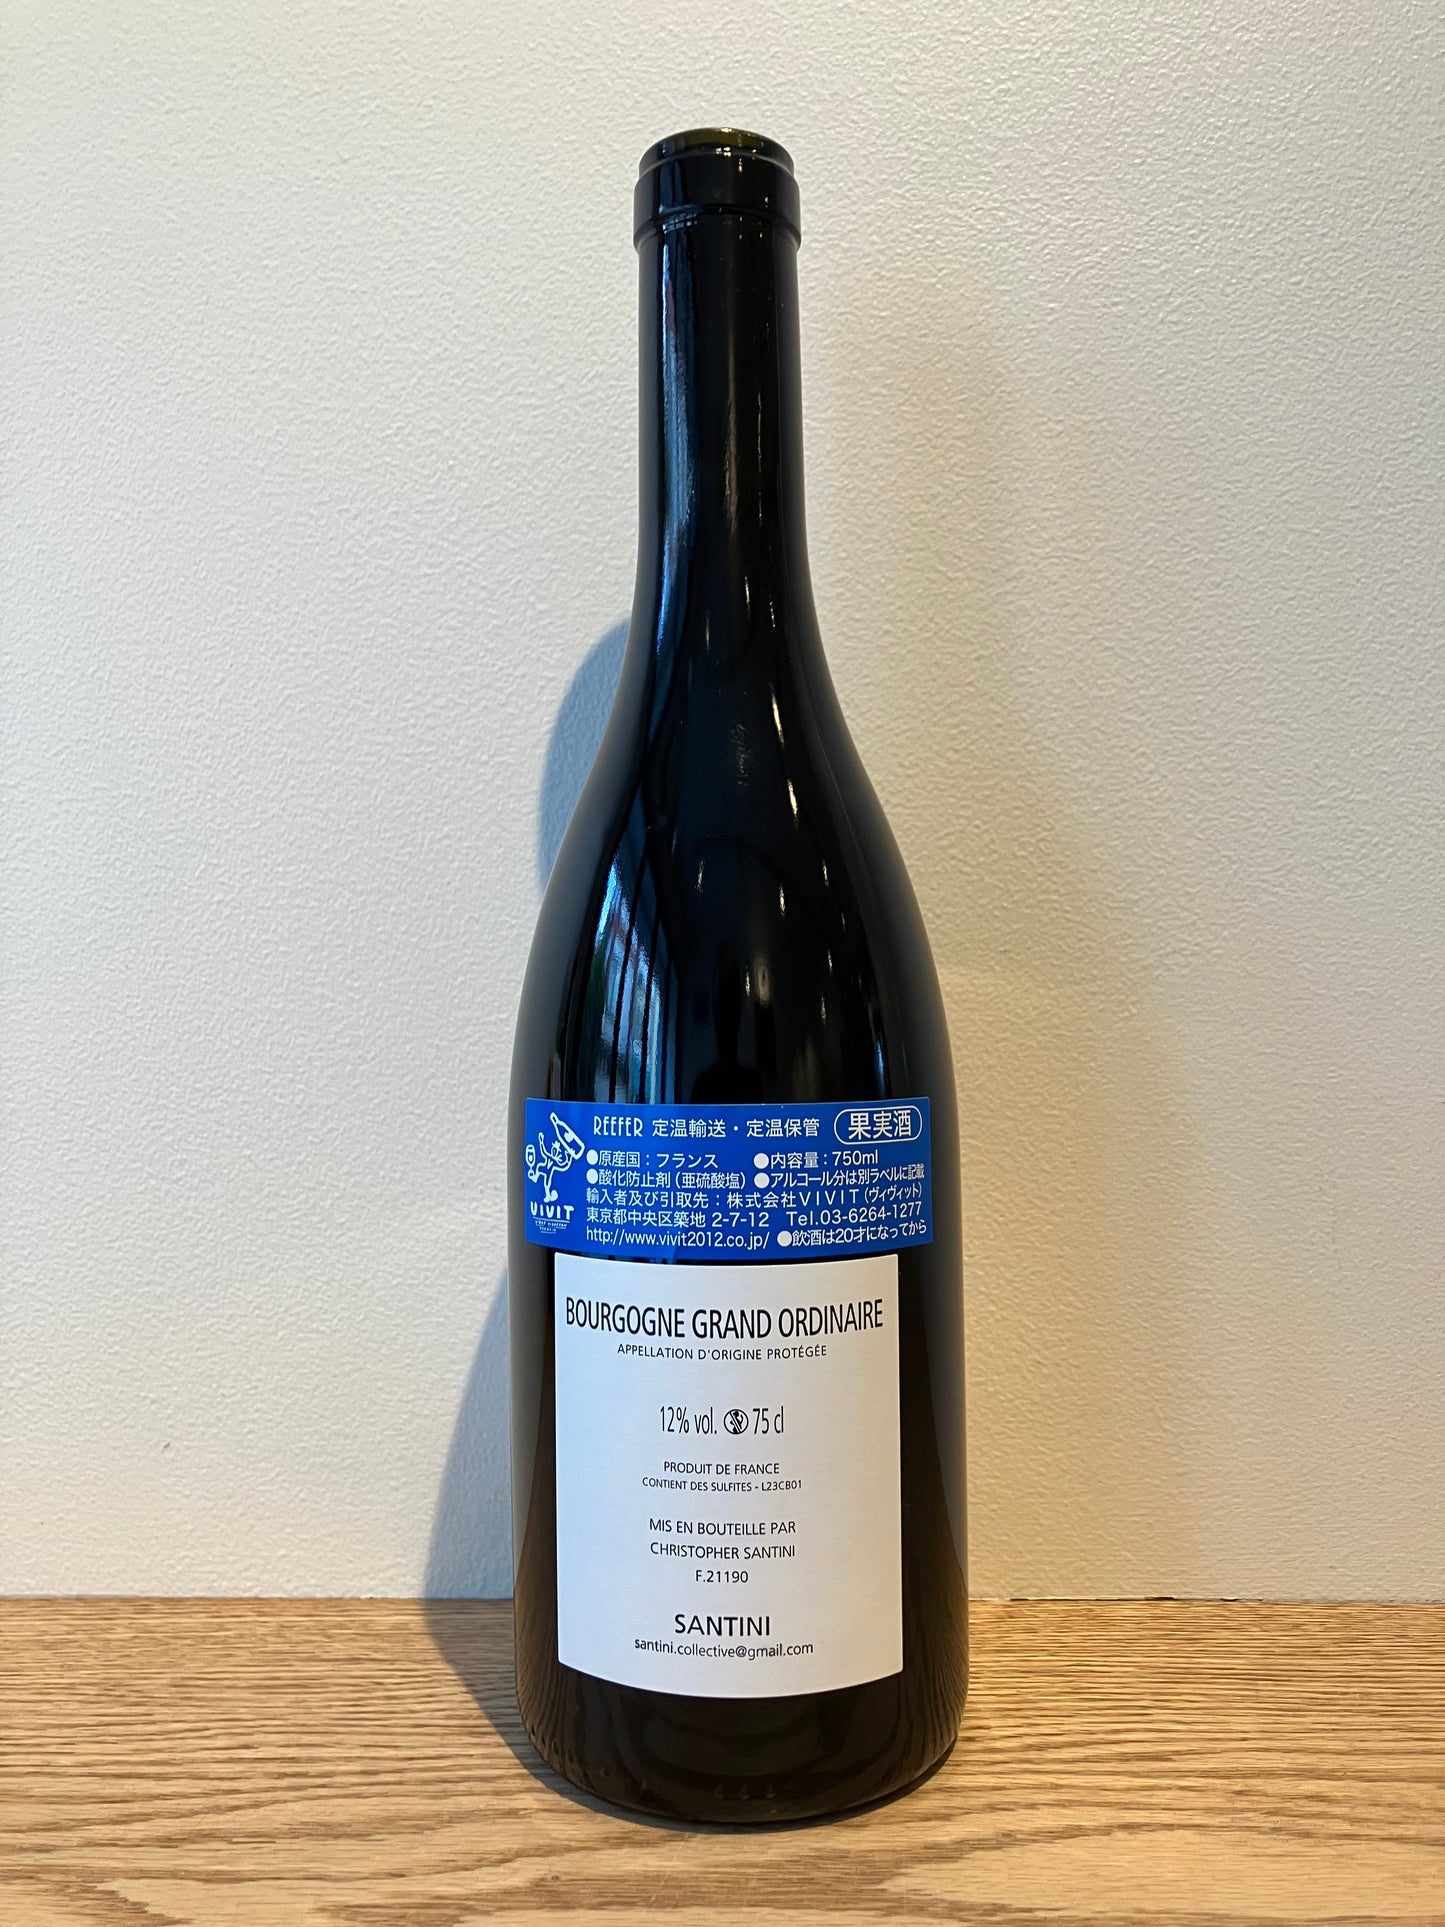 REEFER 定温輸送・定温保管 果実酒
●原産国：フランス ●内容量：750ml
●酸化防止剤（亜硫酸塩） ●アルコール分は別ラベルに記載
輸入者及び引取先：株式会社VIVIT（ヴィヴィット）
東京都中央区築地 2-7-12 Tel.03-6264-1277
http://www.vivit2012.co.jp/ ●飲酒は20才になってから
VIVIT
BOURGOGNE GRAND ORDINAIRE
APPELLATION D'ORIGINE PROTÉGÉE
12% vol. 75 cl
PRODUIT DE FRANCE
CONTIENT DES SULFITES - L23CB01
MIS EN BOUTEILLE PAR
CHRISTOPHER SANTINI
F.21190
SANTINI
santini.collective@gmail.com